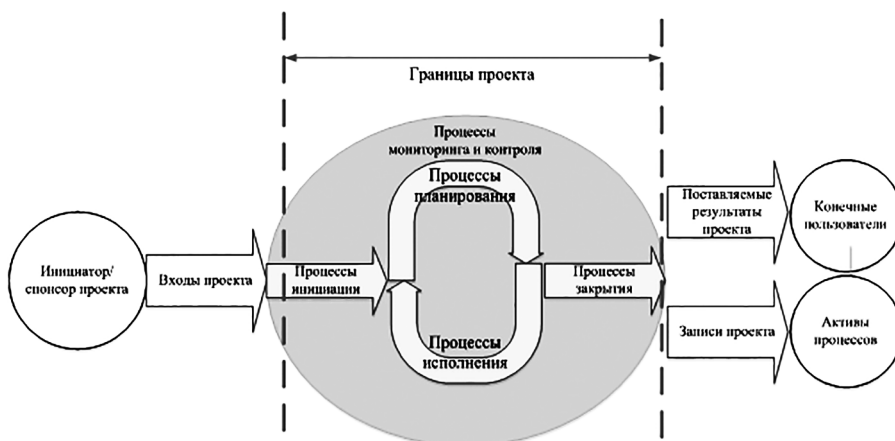 Границы проекта
Процессы
мониторинга и контроля
Процессы
планирования
Инициатор/
спонсор проекта
Входы проекта
Процессы
инициации
Процессы
закрытия
Процессы
исполнения
Поставляемые
результаты
проекта
Конечные
пользователи
Записи проекта
Активы
процессов